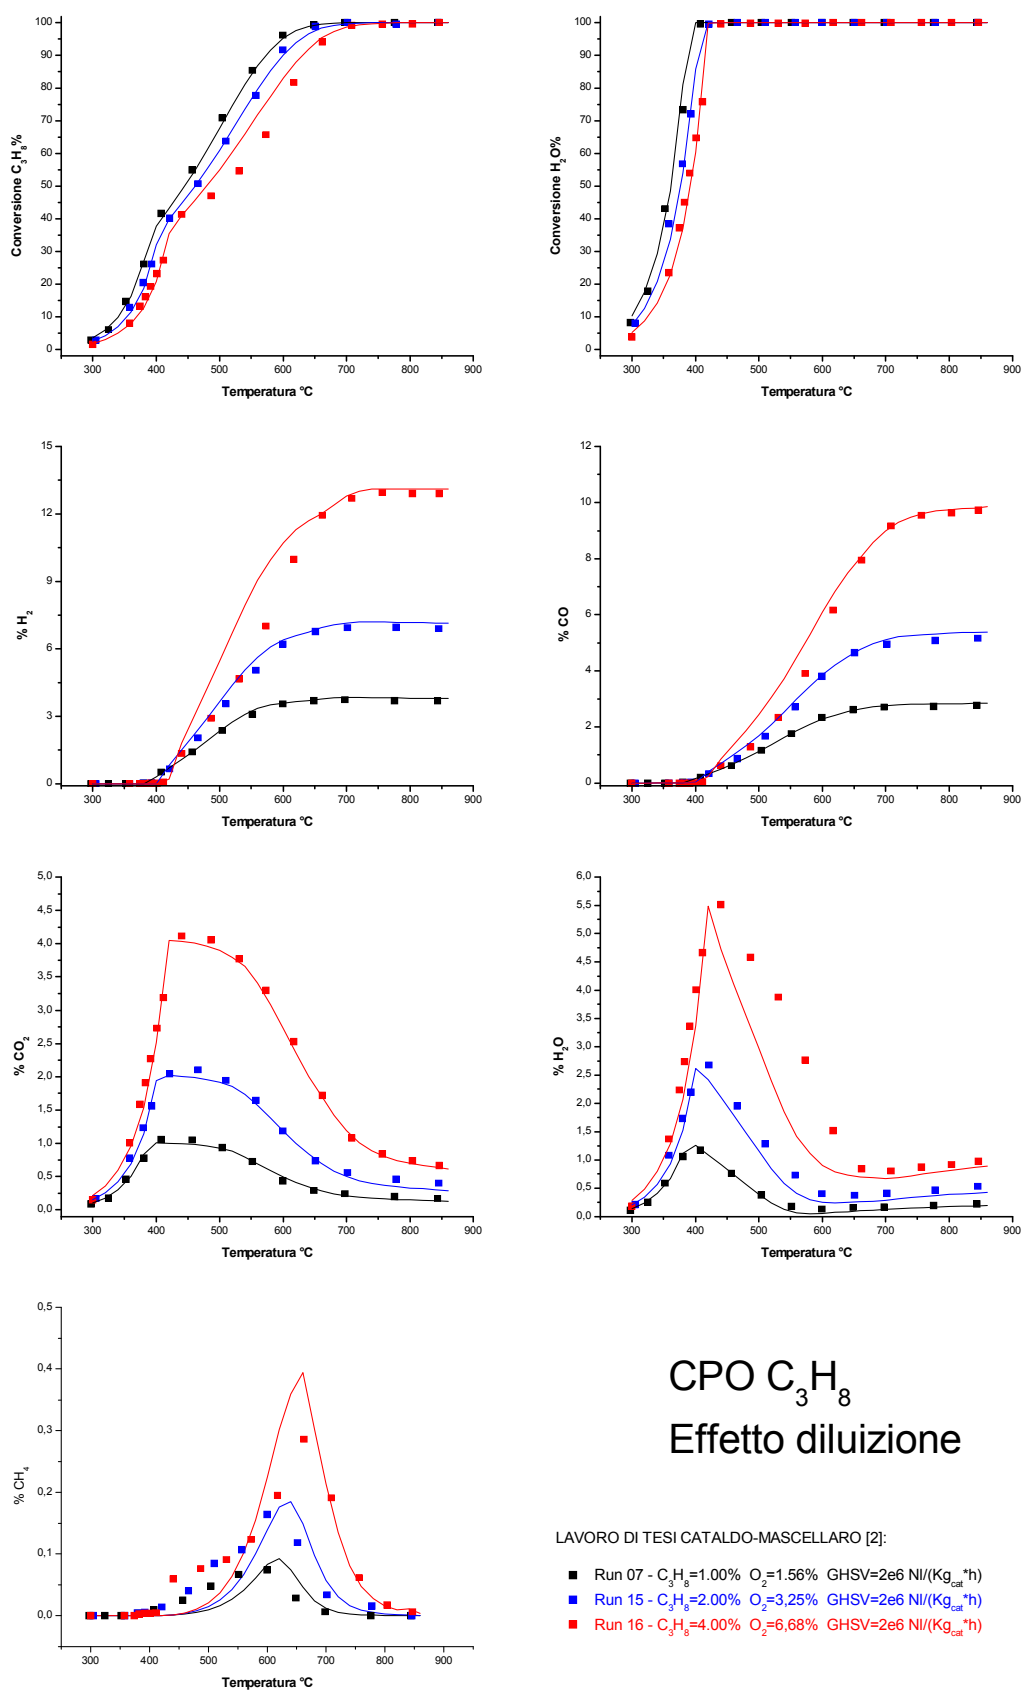 100
90
80
70
60
50
40
30
20
10
0
Conversione C3H8%
300 400 500 600 700 800 900
Temperatura °C
100
90
80
70
60
50
40
30
20
10
0
Conversione H2O%
300 400 500 600 700 800 900
Temperatura °C
15
12
9
6
3
0
% H2
300 400 500 600 700 800 900
Temperatura °C
12
10
8
6
4
2
0
% CO
300 400 500 600 700 800 900
Temperatura °C
5,0
4,5
4,0
3,5
3,0
2,5
2,0
1,5
1,0
0,5
0,0
% CO2
300 400 500 600 700 800 900
Temperatura °C
6,0
5,5
5,0
4,5
4,0
3,5
3,0
2,5
2,0
1,5
1,0
0,5
0,0
% H2O
300 400 500 600 700 800 900
Temperatura °C
0,5
0,4
0,3
0,2
0,1
0,0
% CH4
300 400 500 600 700 800 900
Temperatura °C
CPO C3H8
Effetto diluizione
LAVORO DI TESI CATALDO-MASCELLARO [2]:
Run 07 - C3H8=1.00% O2=1.56% GHSV=2e6 Nl/(Kgcat*h)
Run 15 - C3H8=2.00% O2=3,25% GHSV=2e6 Nl/(Kgcat*h)
Run 16 - C3H8=4.00% O2=6,68% GHSV=2e6 Nl/(Kgcat*h)